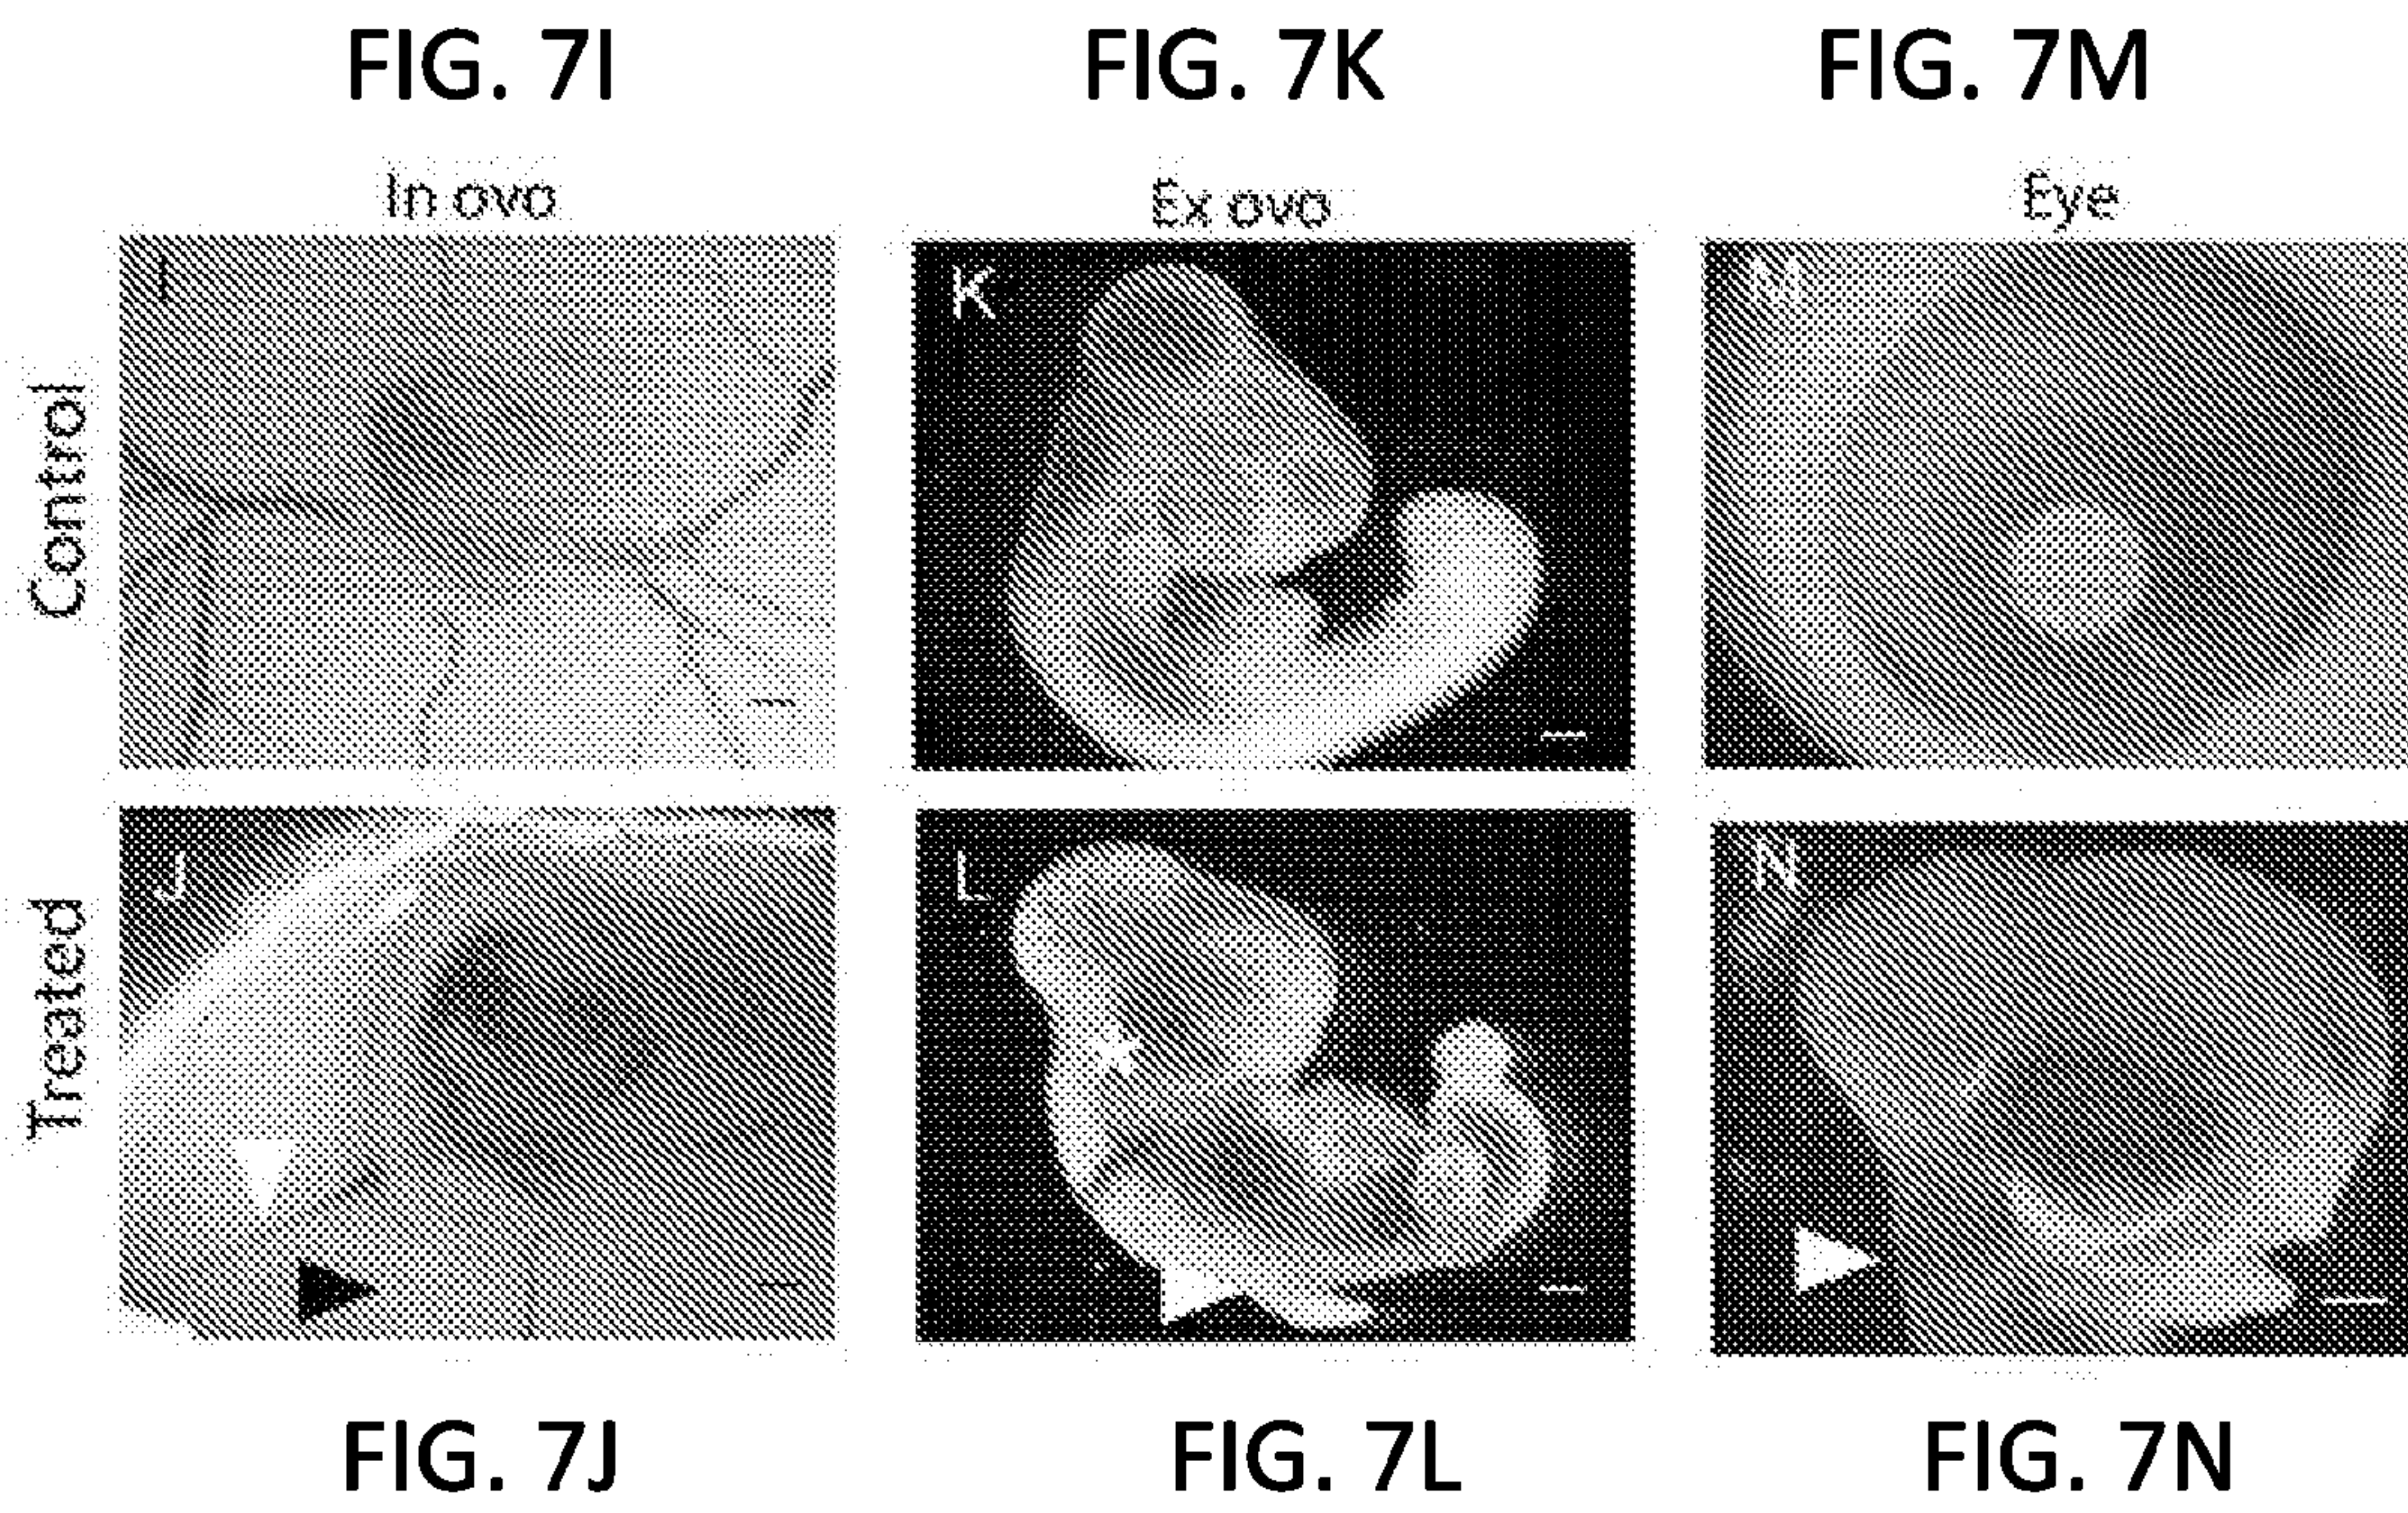 FIG. 7I
FIG. 7K
FIG. 7M
In ovo
Ex ovo
Eye
Control
I
K
M
Treated
J
L
N
FIG. 7J
FIG. 7L
FIG. 7N